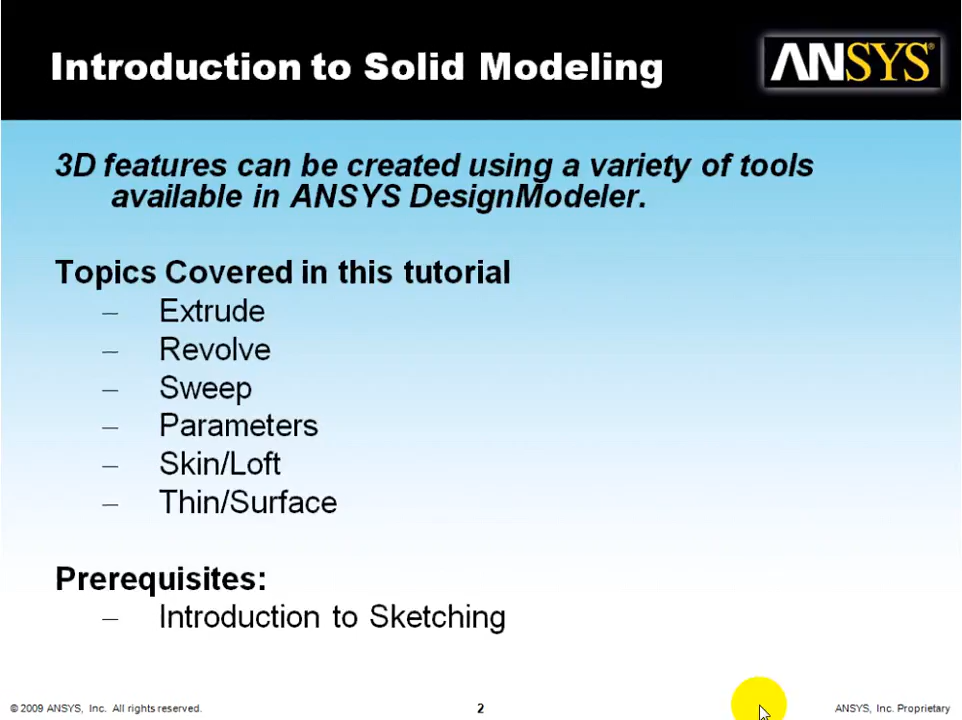 Introduction to Solid Modeling
ANSYS®
3D features can be created using a variety of tools
available in ANSYS DesignModeler.
Topics Covered in this tutorial
– Extrude
– Revolve
– Sweep
– Parameters
– Skin/Loft
– Thin/Surface
Prerequisites:
– Introduction to Sketching
© 2009 ANSYS, Inc. All rights reserved.
2
ANSYS, Inc. Proprietary